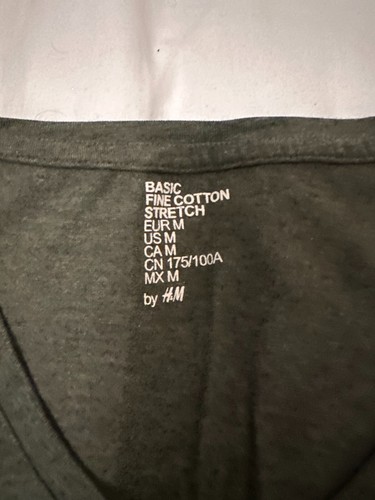 BASIC
FINE COTTON
STRETCH
EUR M
US M
CA M
CN 175/100A
MX M
by H&M